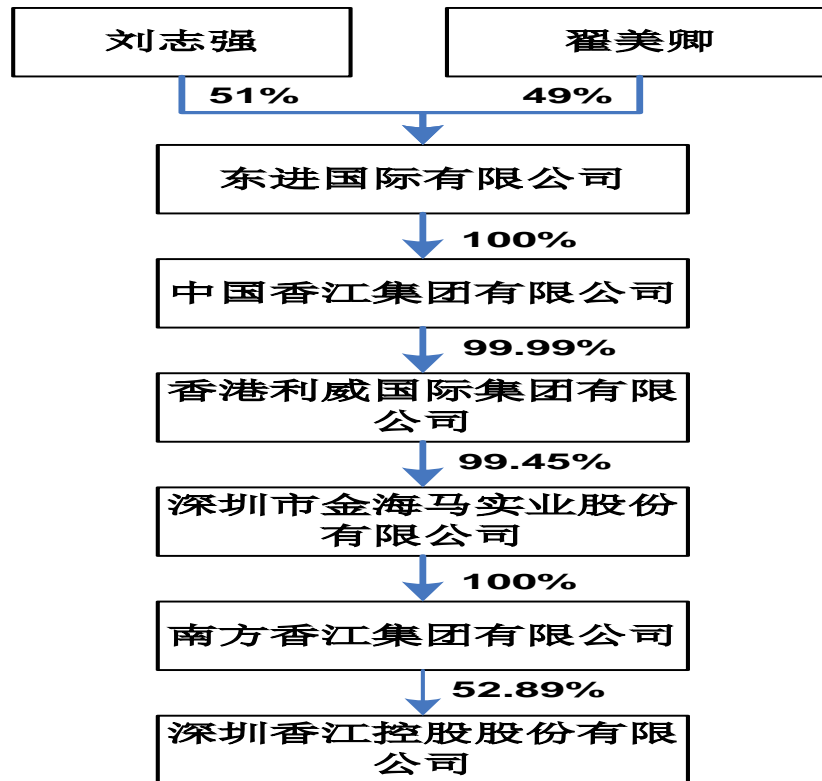 刘志强
翟美卿
51%
49%
东进国际有限公司
100%
中国香江集团有限公司
99.99%
香港利威国际集团有限
公司
99.45%
深圳市金海马实业股份
有限公司
100%
南方香江集团有限公司
52.89%
深圳香江控股股份有限
公司